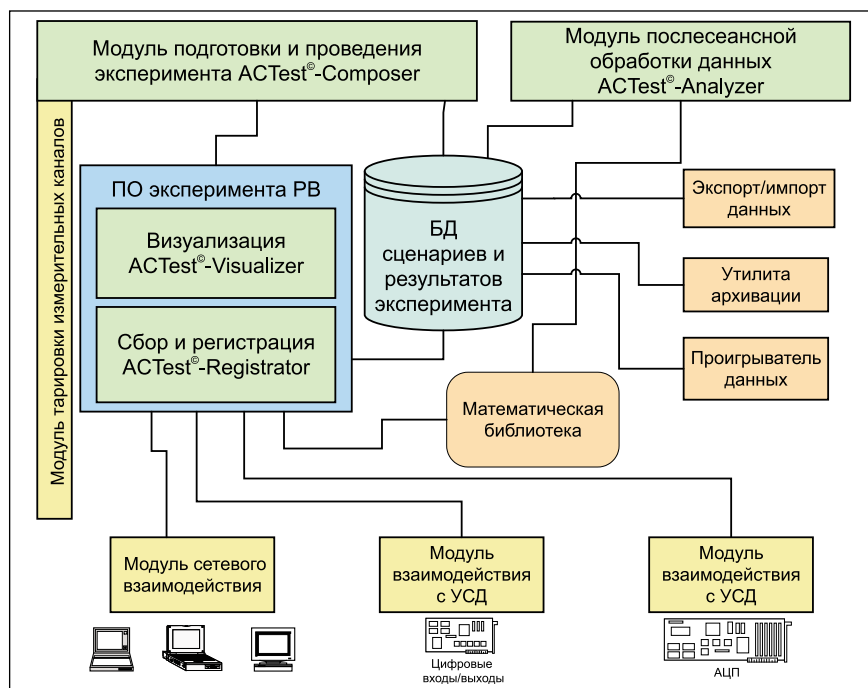 Модуль подготовки и проведения
эксперимента ACTest©-Composer
Модуль послесеансной
обработки данных
ACTest©-Analyzer
Модуль тарировки измерительных каналов
ПО эксперимента РВ
Визуализация
ACTest©-Visualizer
Сбор и регистрация
ACTest©-Registrator
БД
сценариев и
результатов
эксперимента
Экспорт/импорт
данных
Утилита
архивации
Проигрыватель
данных
Математическая
библиотека
Модуль сетевого
взаимодействия
Модуль
взаимодействия
с УСД
Модуль
взаимодействия
с УСД
Цифровые
входы/выходы
АЦП